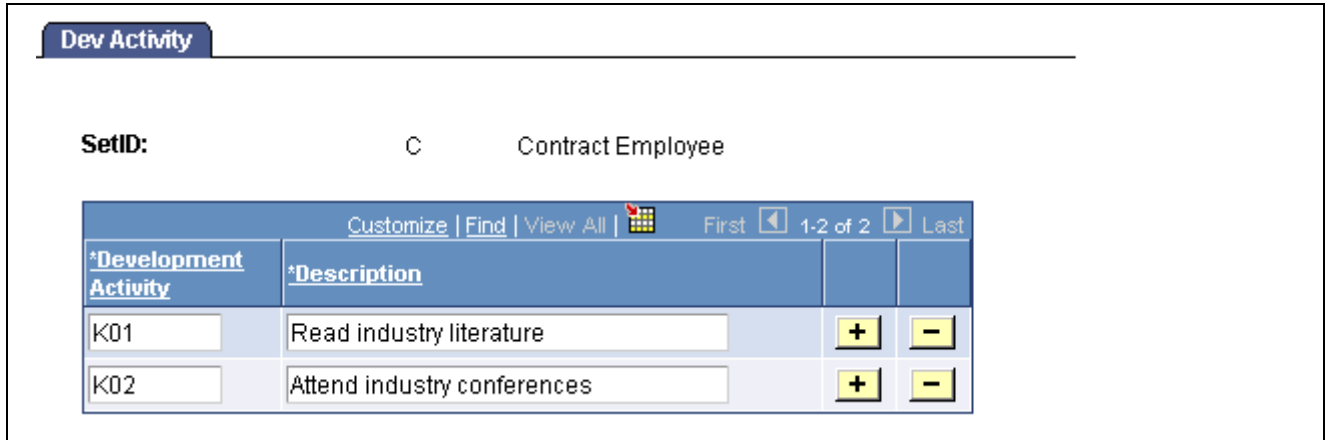 Dev Activity
SetID: C Contract Employee
Customize | Find | View All | First 1-2 of 2 Last
*Development Activity *Description
K01 Read industry literature + −
K02 Attend industry conferences + −